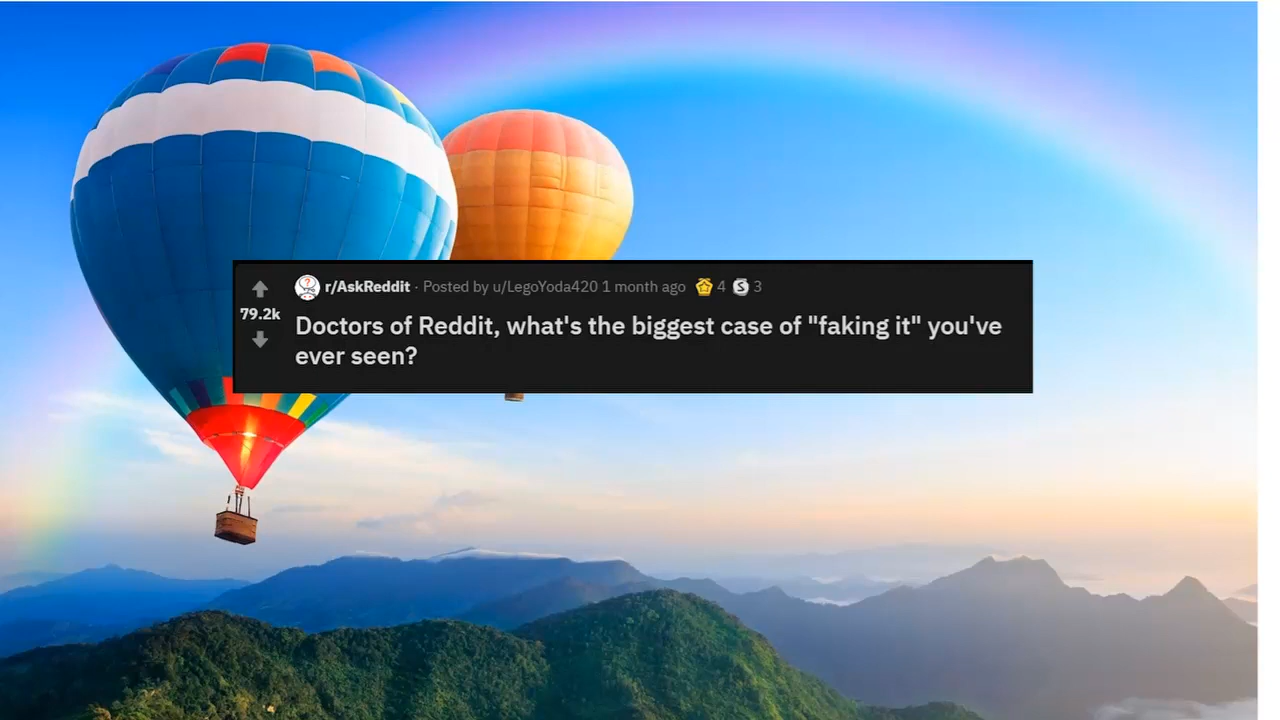 r/AskReddit · Posted by u/LegoYoda420 1 month ago 4 S 3
79.2k
Doctors of Reddit, what's the biggest case of "faking it" you've
ever seen?